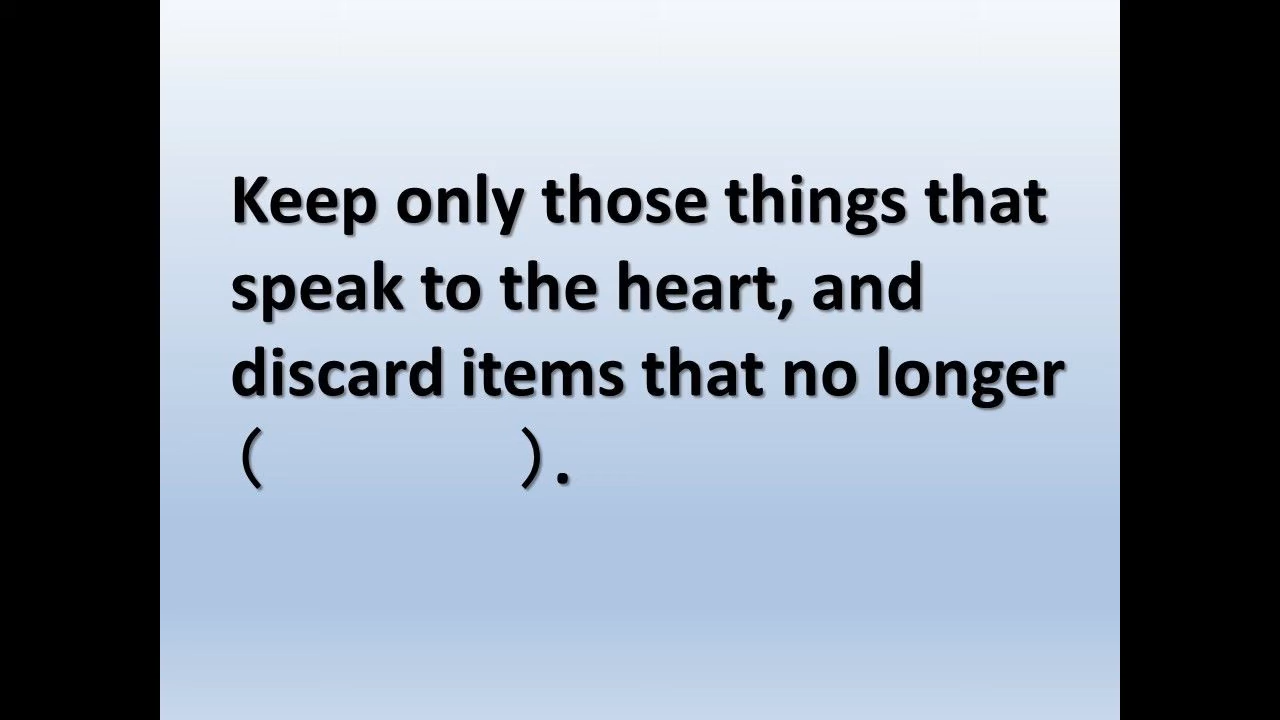 Keep only those things that
speak to the heart, and
discard items that no longer
(                ).